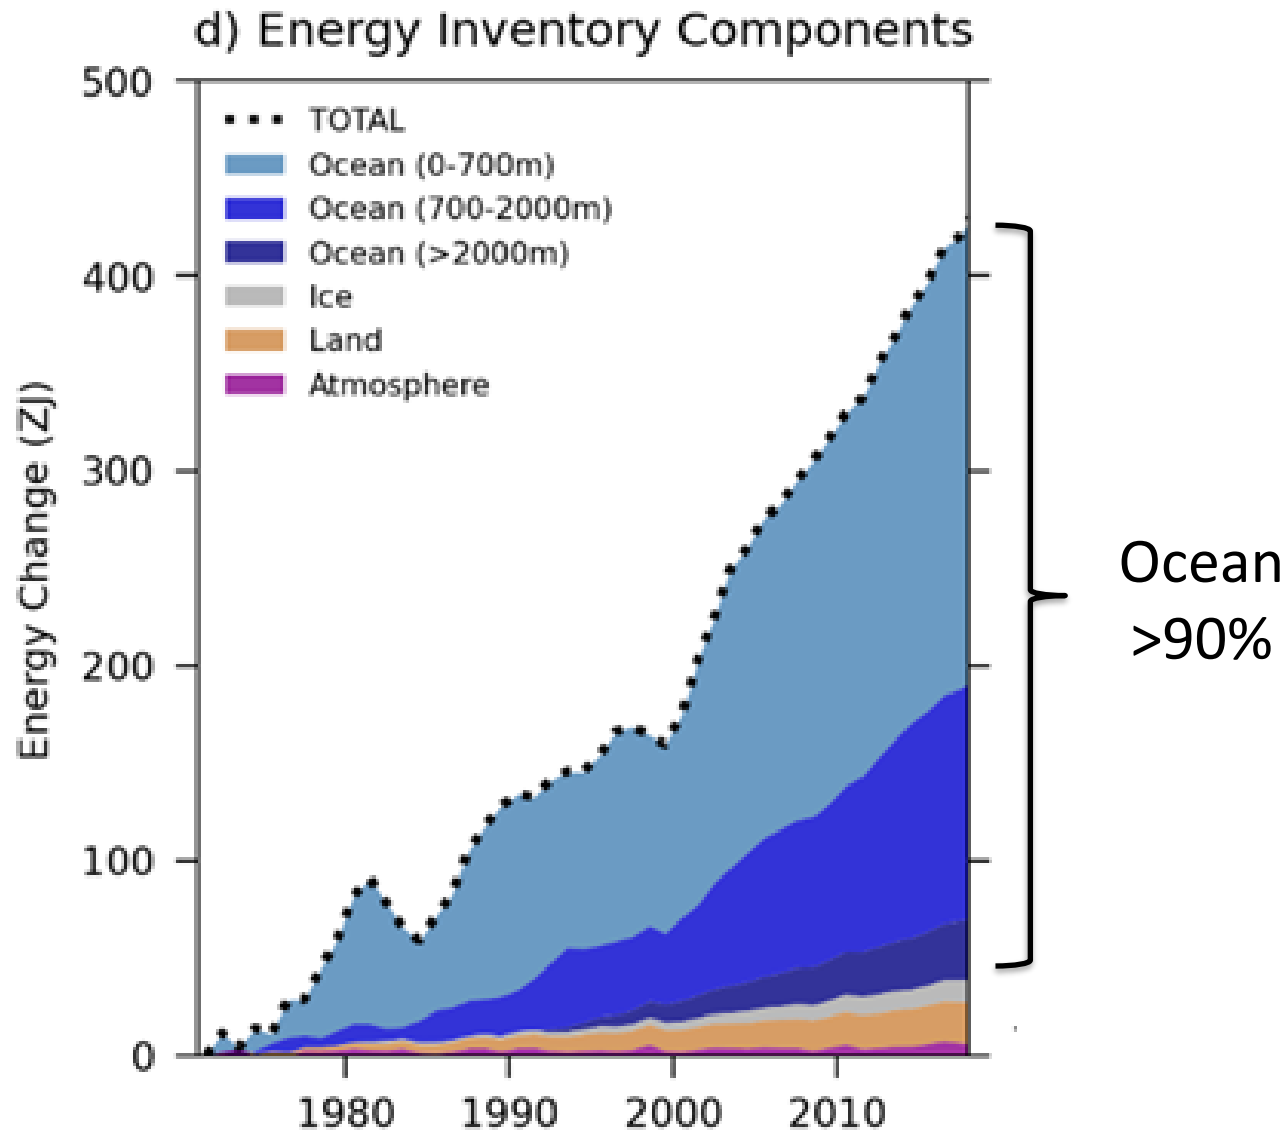 d) Energy Inventory Components
500
400
300
200
100
0
Energy Change (ZJ)
TOTAL
Ocean (0-700m)
Ocean (700-2000m)
Ocean (>2000m)
Ice
Land
Atmosphere
1980 1990 2000 2010
Ocean
>90%